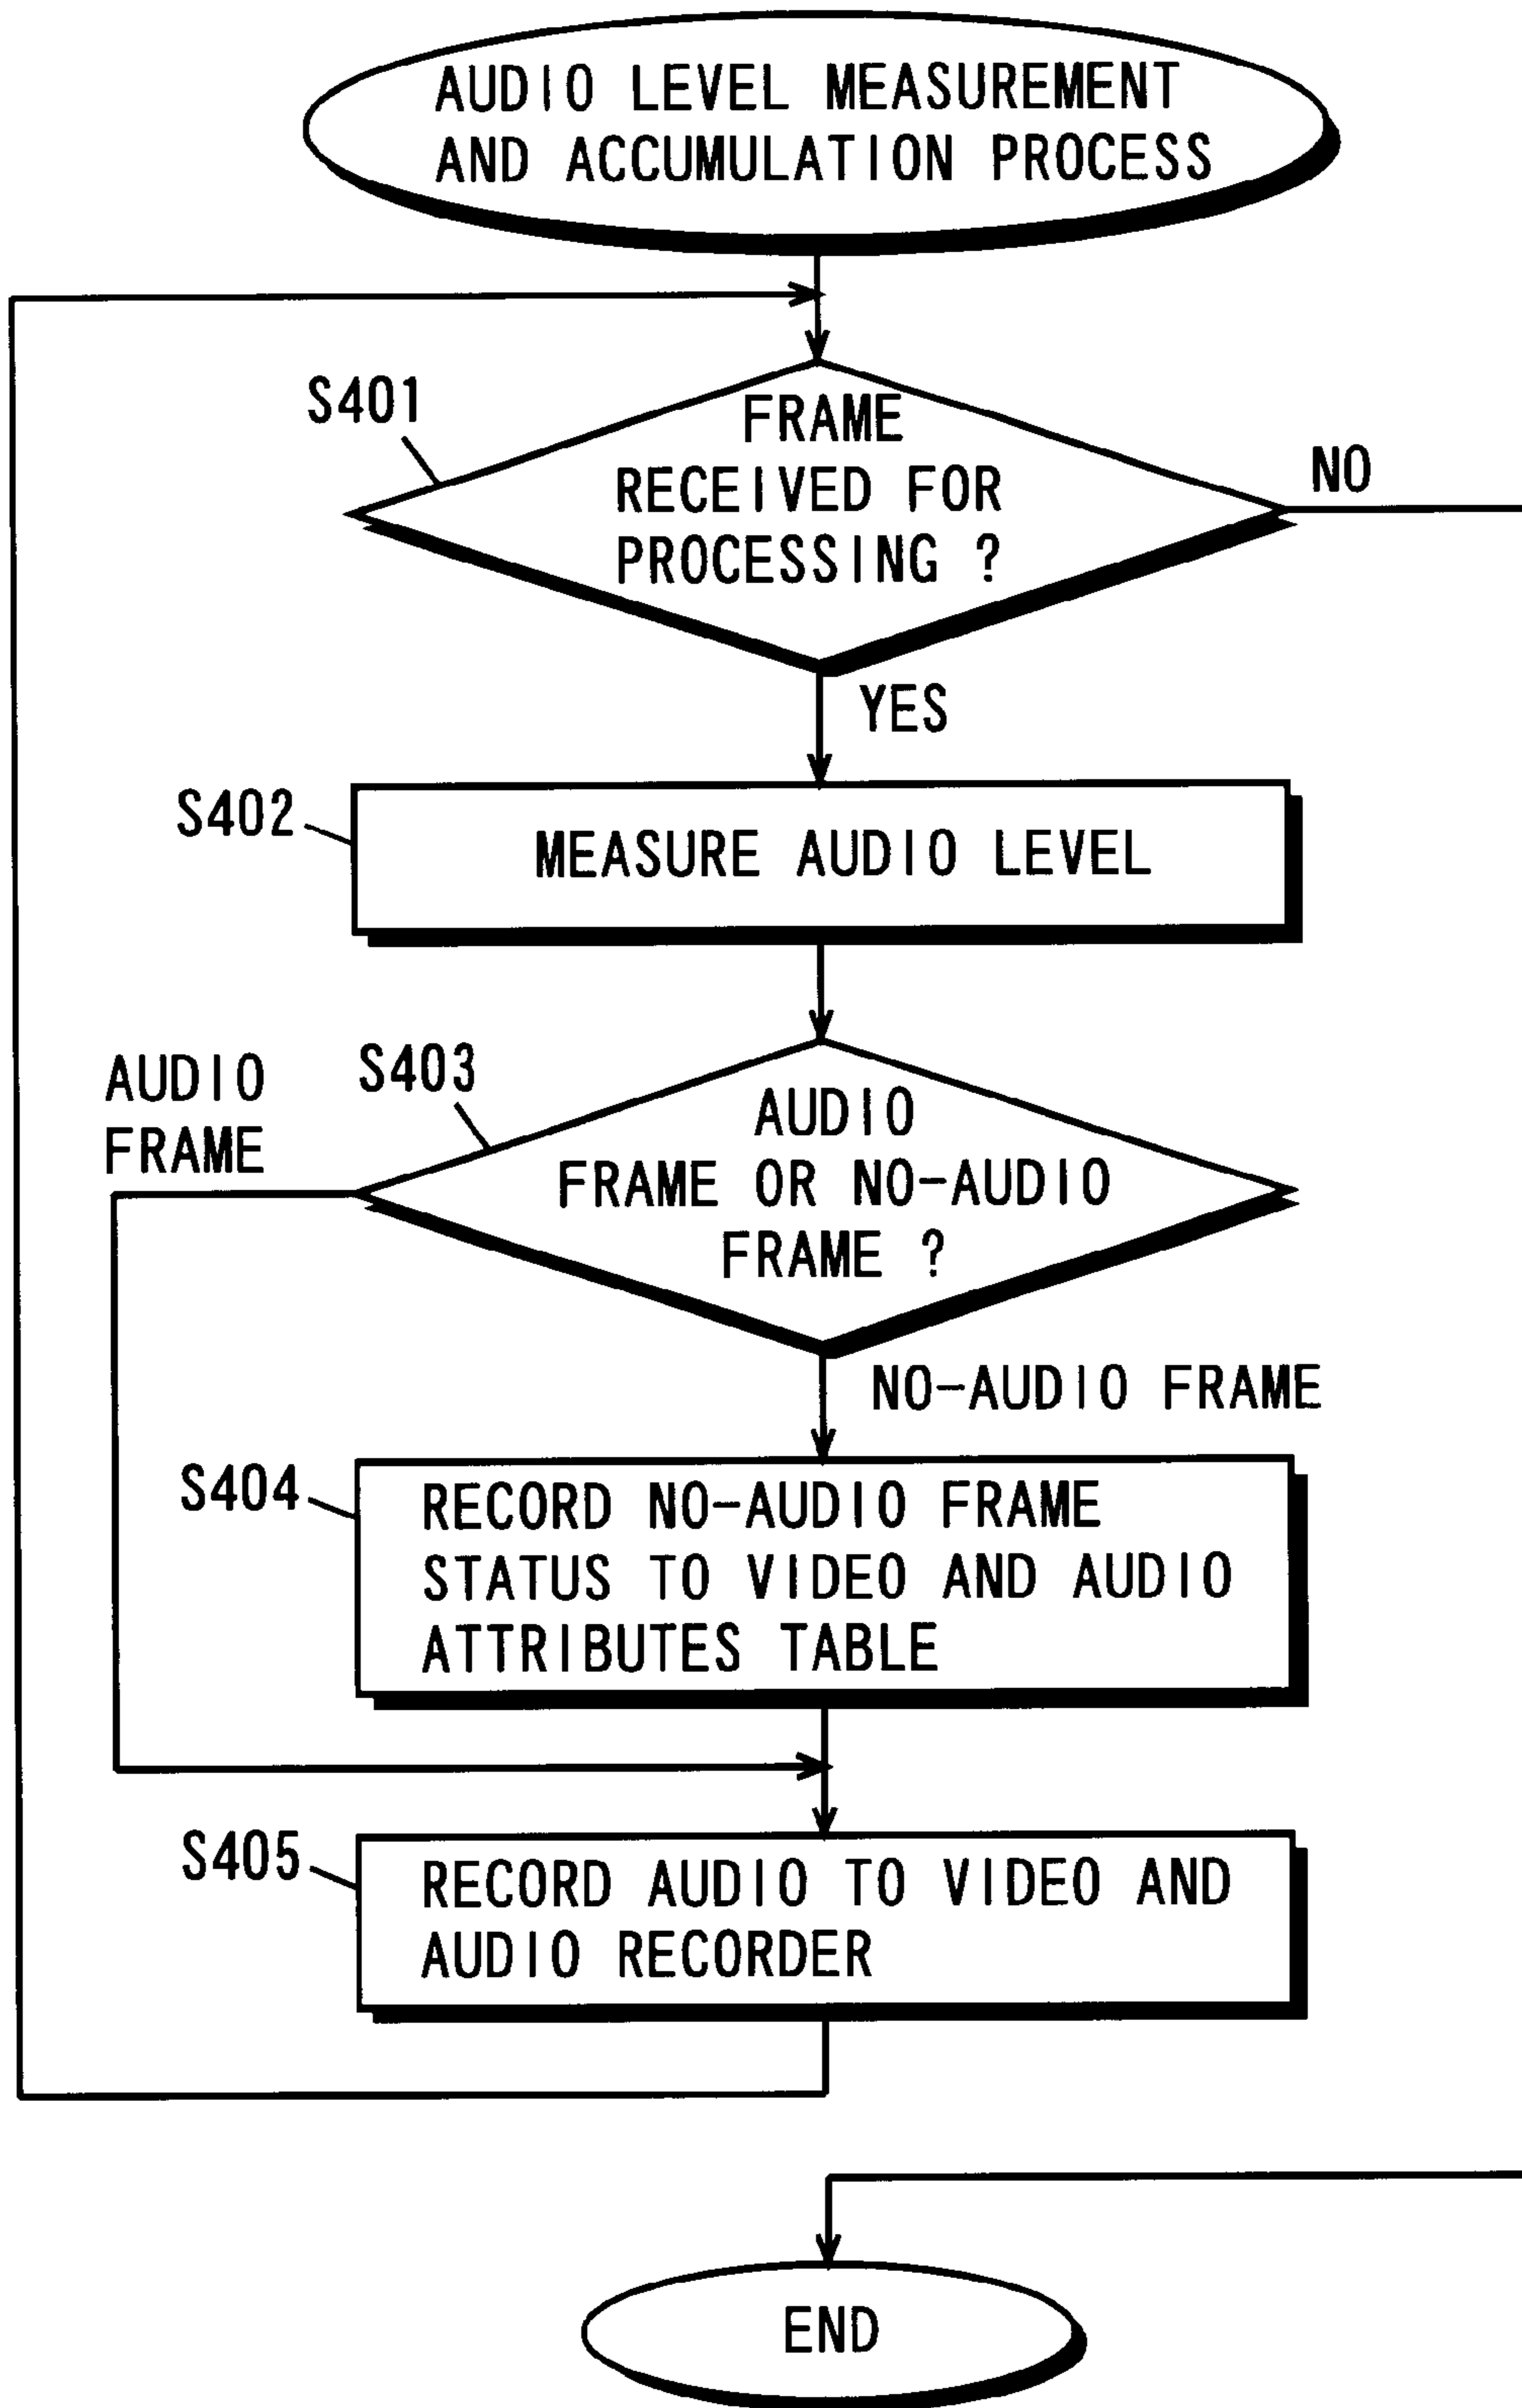 AUDIO LEVEL MEASUREMENT
AND ACCUMULATION PROCESS
S401
FRAME
RECEIVED FOR
PROCESSING ?
NO
YES
S402
MEASURE AUDIO LEVEL
AUDIO
FRAME
S403
AUDIO
FRAME OR NO-AUDIO
FRAME ?
NO-AUDIO FRAME
S404
RECORD NO-AUDIO FRAME
STATUS TO VIDEO AND AUDIO
ATTRIBUTES TABLE
S405
RECORD AUDIO TO VIDEO AND
AUDIO RECORDER
END